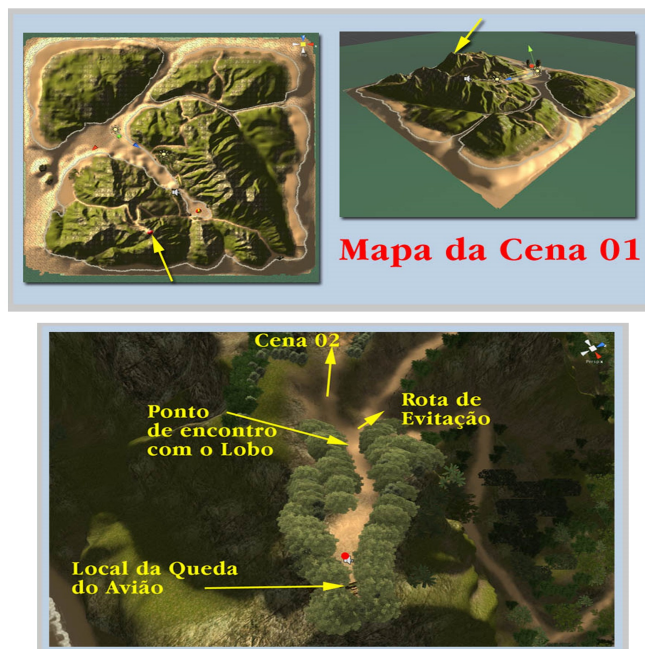 Mapa da Cena 01
Cena 02
Ponto
de encontro
com o Lobo
Rota de
Evitação
Local da Queda
do Avião